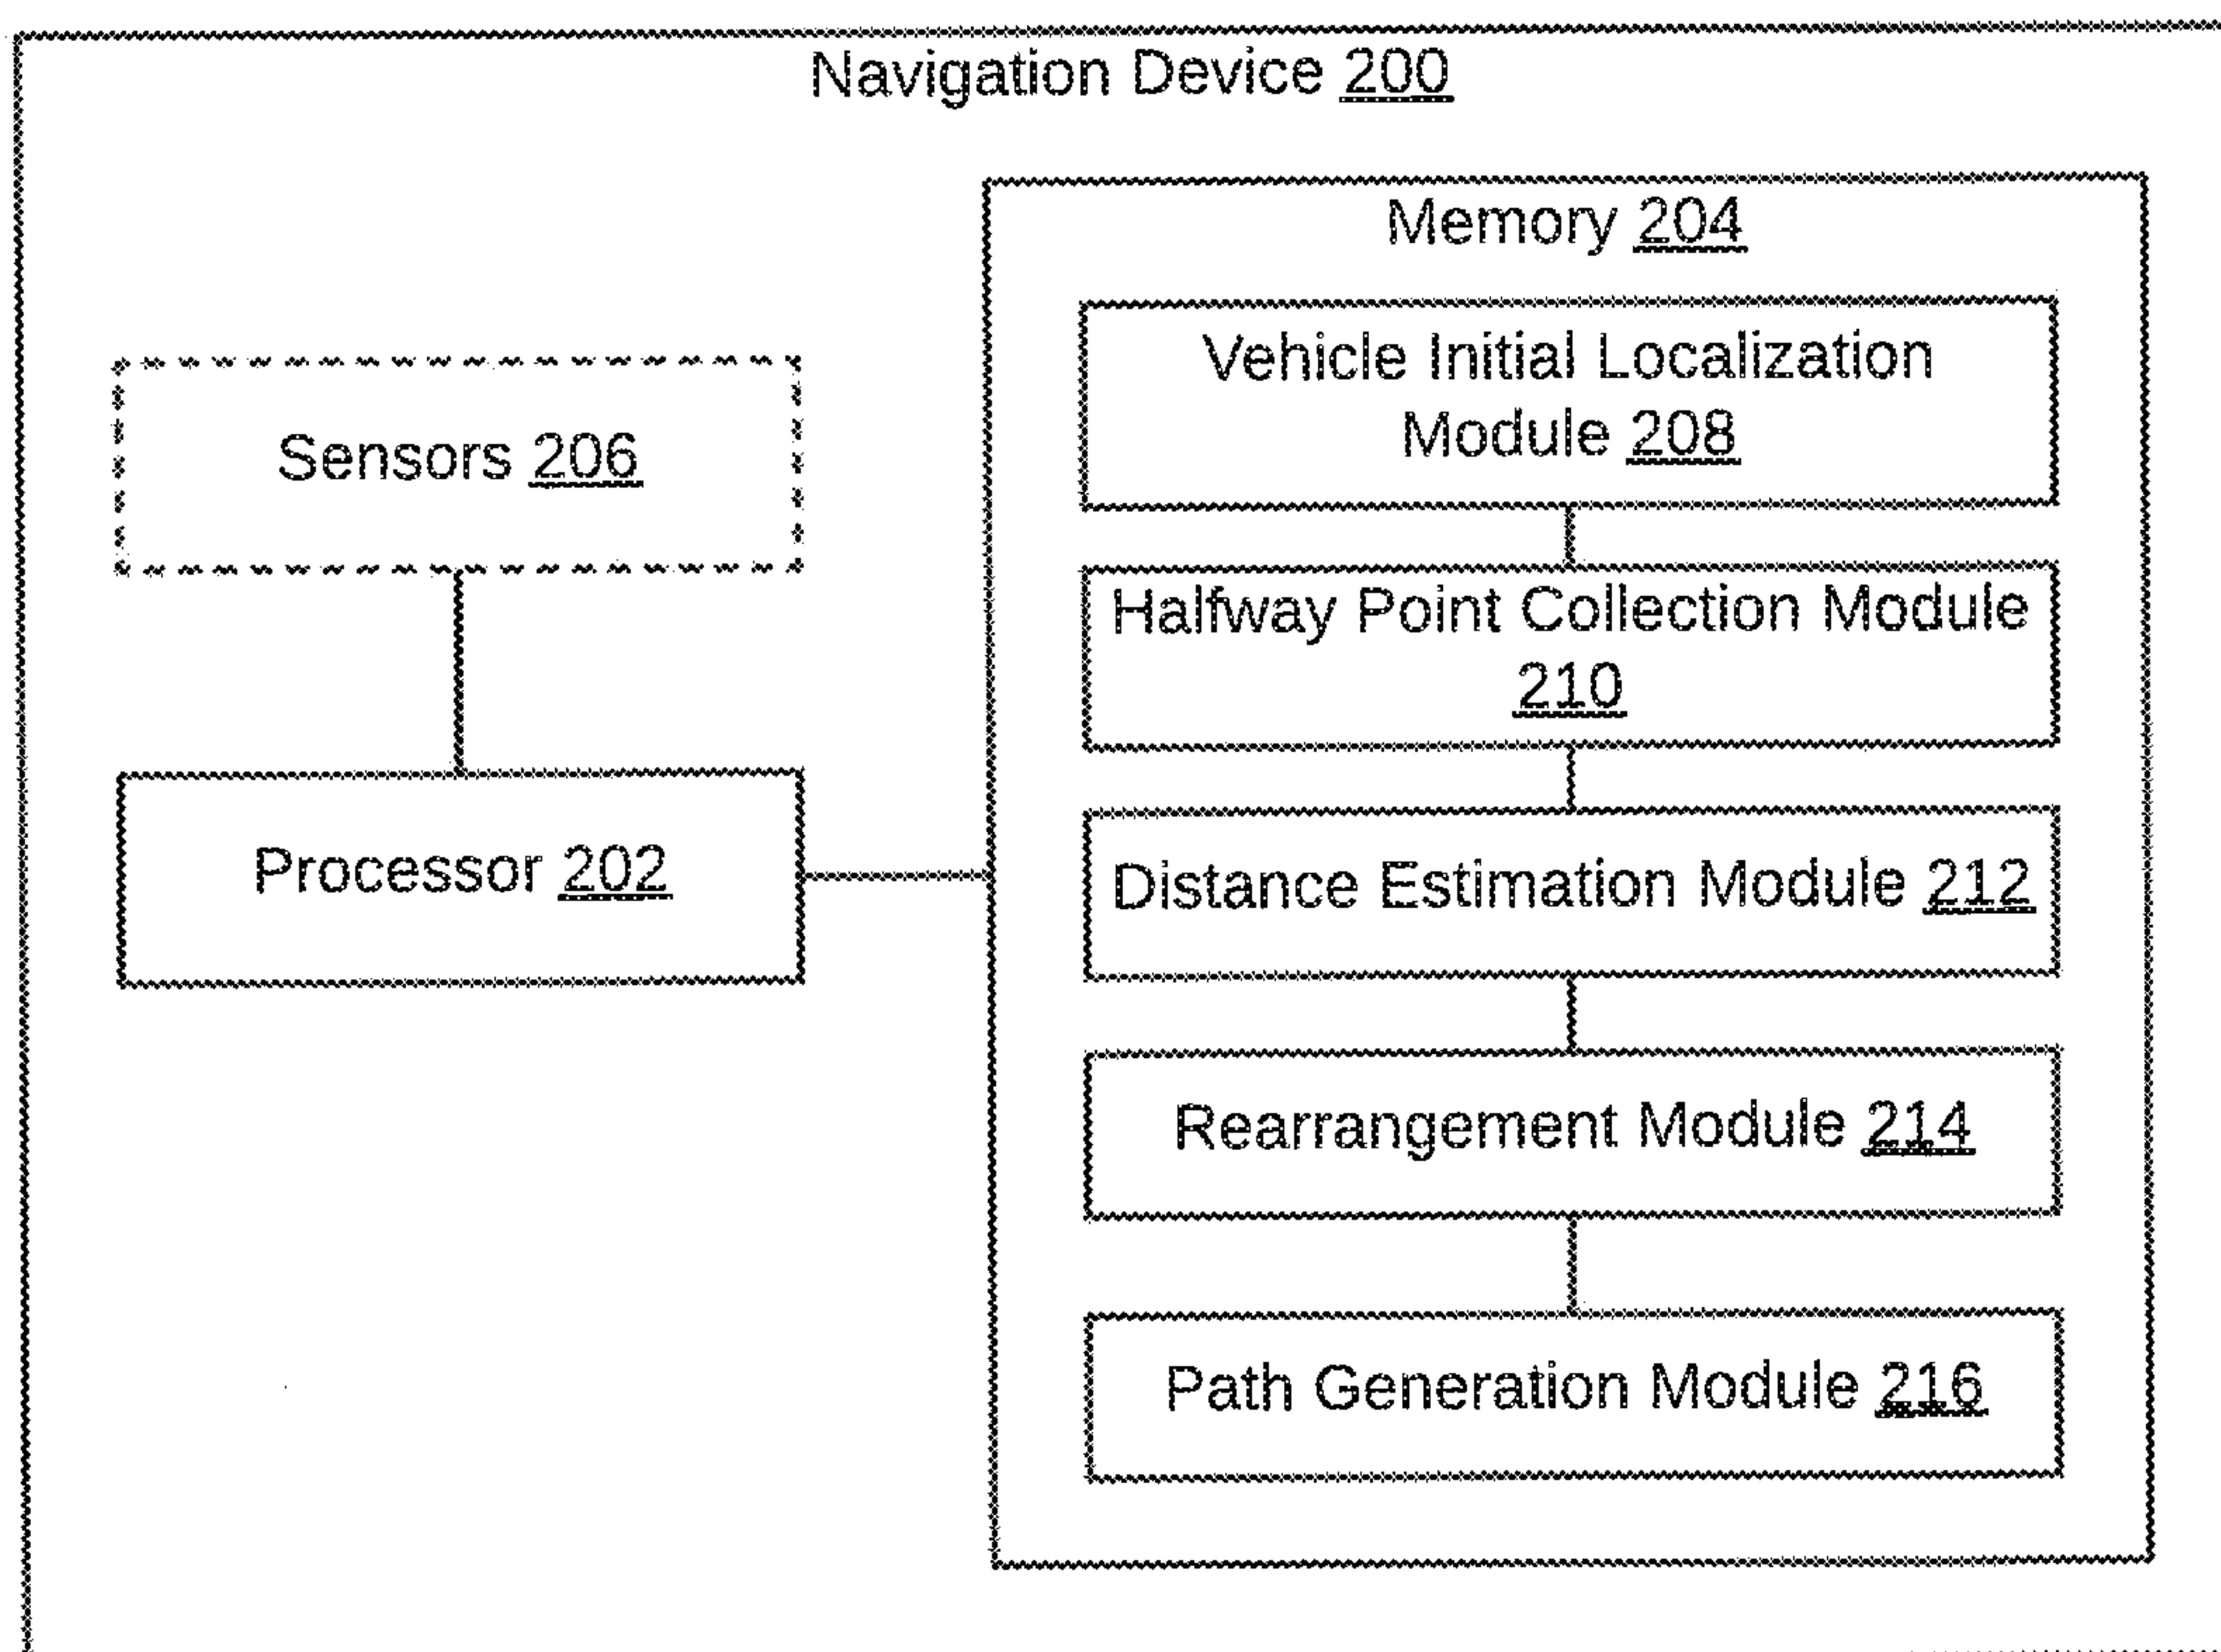 Navigation Device 200
Memory 204
Vehicle Initial Localization
Module 208
Sensors 206
Halfway Point Collection Module
210
Processor 202
Distance Estimation Module 212
Rearrangement Module 214
Path Generation Module 216